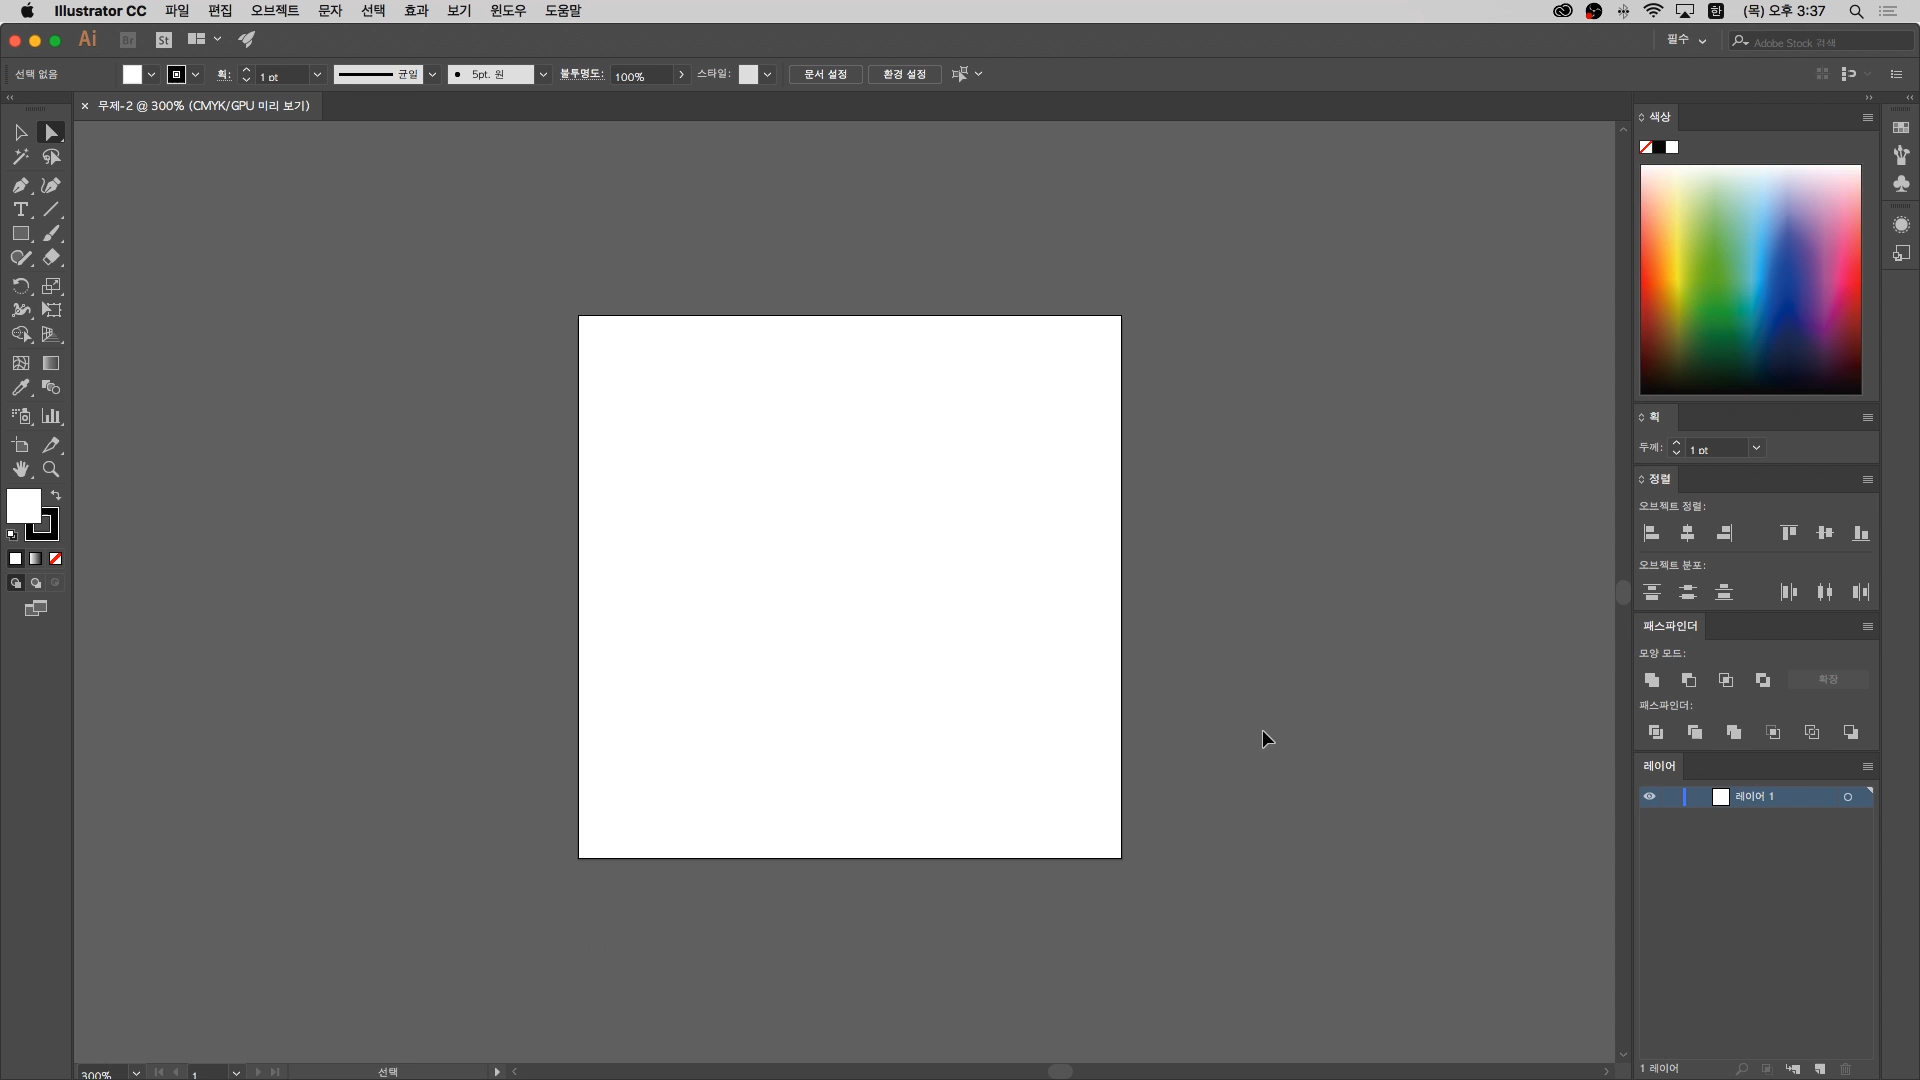 Illustrator CC 파일 편집 오브젝트 문자 선택 효과 보기 윈도우 도움말 한 (목) 오후 3:37
Ai Br St 필수 Adobe Stock 검색
선택 없음 획: 1 pt 균일 5pt. 원 불투명도: 100% 스타일: 문서 설정 환경 설정
× 무제-2 @ 300% (CMYK/GPU 미리 보기)
색상
획
두께: 1 pt
정렬
오브젝트 정렬:
오브젝트 분포:
패스파인더
모양 모드:
확장
패스파인더:
레이어
레이어 1
1 레이어
300% 1 선택